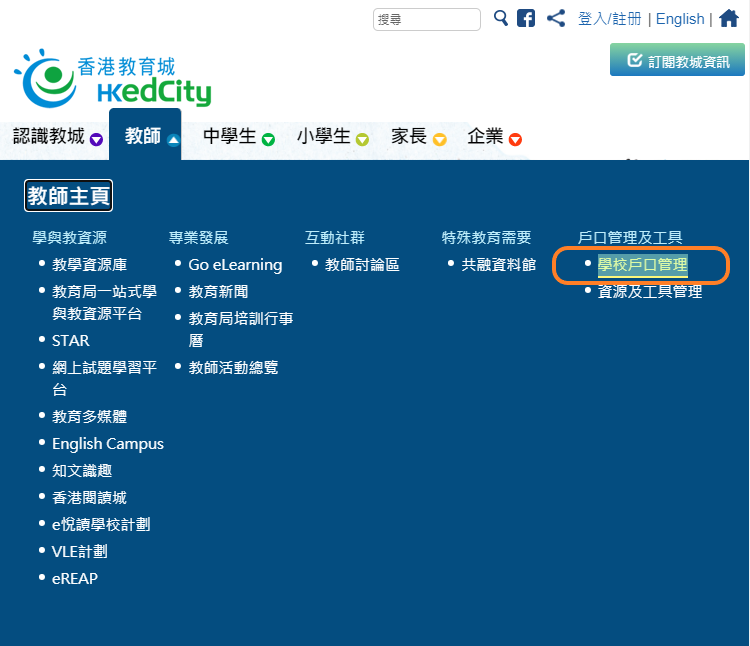 搜尋
登入/註冊 | English |
訂閱教城資訊
香港教育城
HKedCity
認識教城 教師 中學生 小學生 家長 企業
教師主頁
學與教資源
教學資源庫
教育局一站式學
與教資源平台
STAR
網上試題學習平
台
教育多媒體
English Campus
知文識趣
香港閱讀城
e悅讀學校計劃
VLE計劃
eREAP
專業發展
Go eLearning
教育新聞
教育局培訓行事
曆
教師活動總覽
互動社群
教師討論區
特殊教育需要
共融資料館
戶口管理及工具
學校戶口管理
資源及工具管理